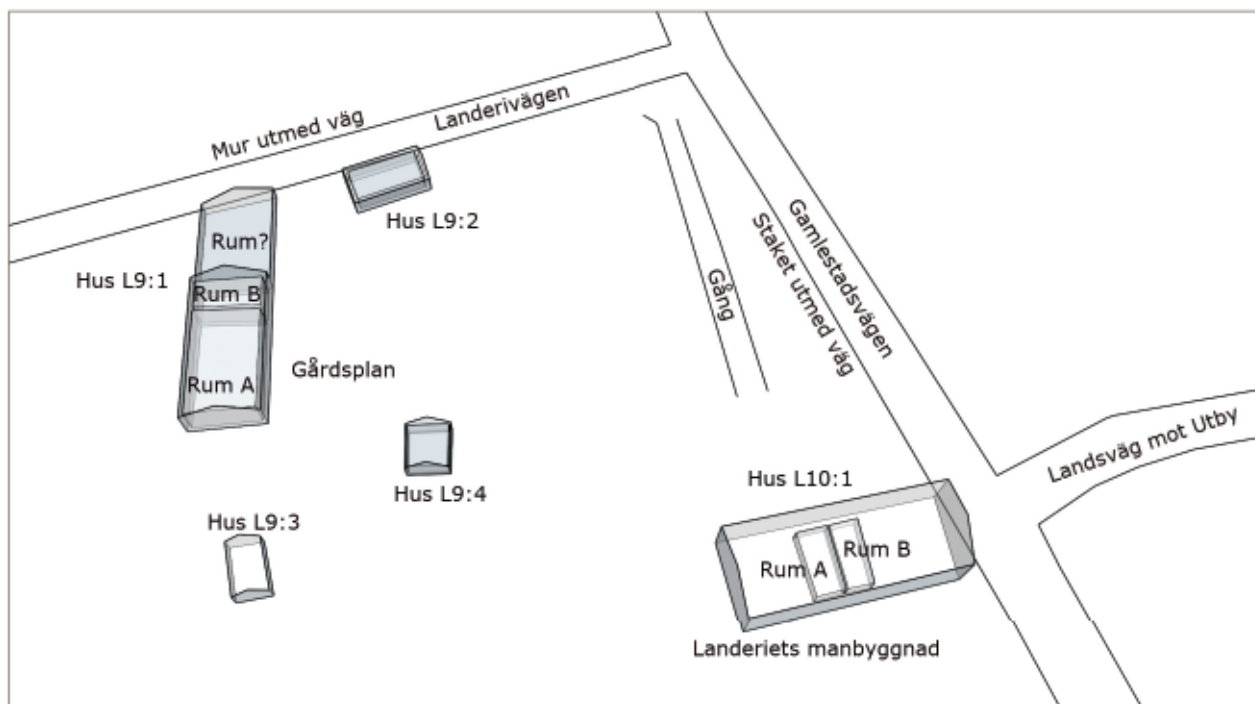 Mur utmed väg
Landerivägen
Hus L9:2
Rum?
Hus L9:1
Rum B
Rum A
Gårdsplan
Gång
Staket utmed väg
Gamlestadsvägen
Landsväg mot Utby
Hus L9:4
Hus L9:3
Hus L10:1
Rum A
Rum B
Landeriets manbyggnad